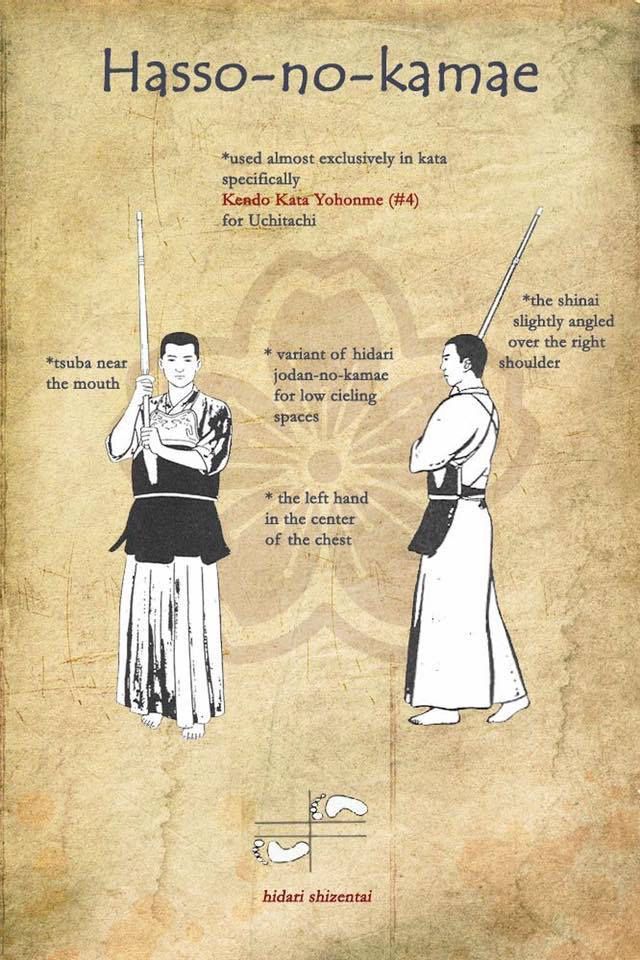 Hasso-no-kamae
*used almost exclusively in kata
specifically
Kendo Kata Yohonme (#4)
for Uchitachi
*the shinai
slightly angled
over the right
shoulder
*tsuba near
the mouth
* variant of hidari
jodan-no-kamae
for low cieling
spaces
* the left hand
in the center
of the chest
hidari shizentai